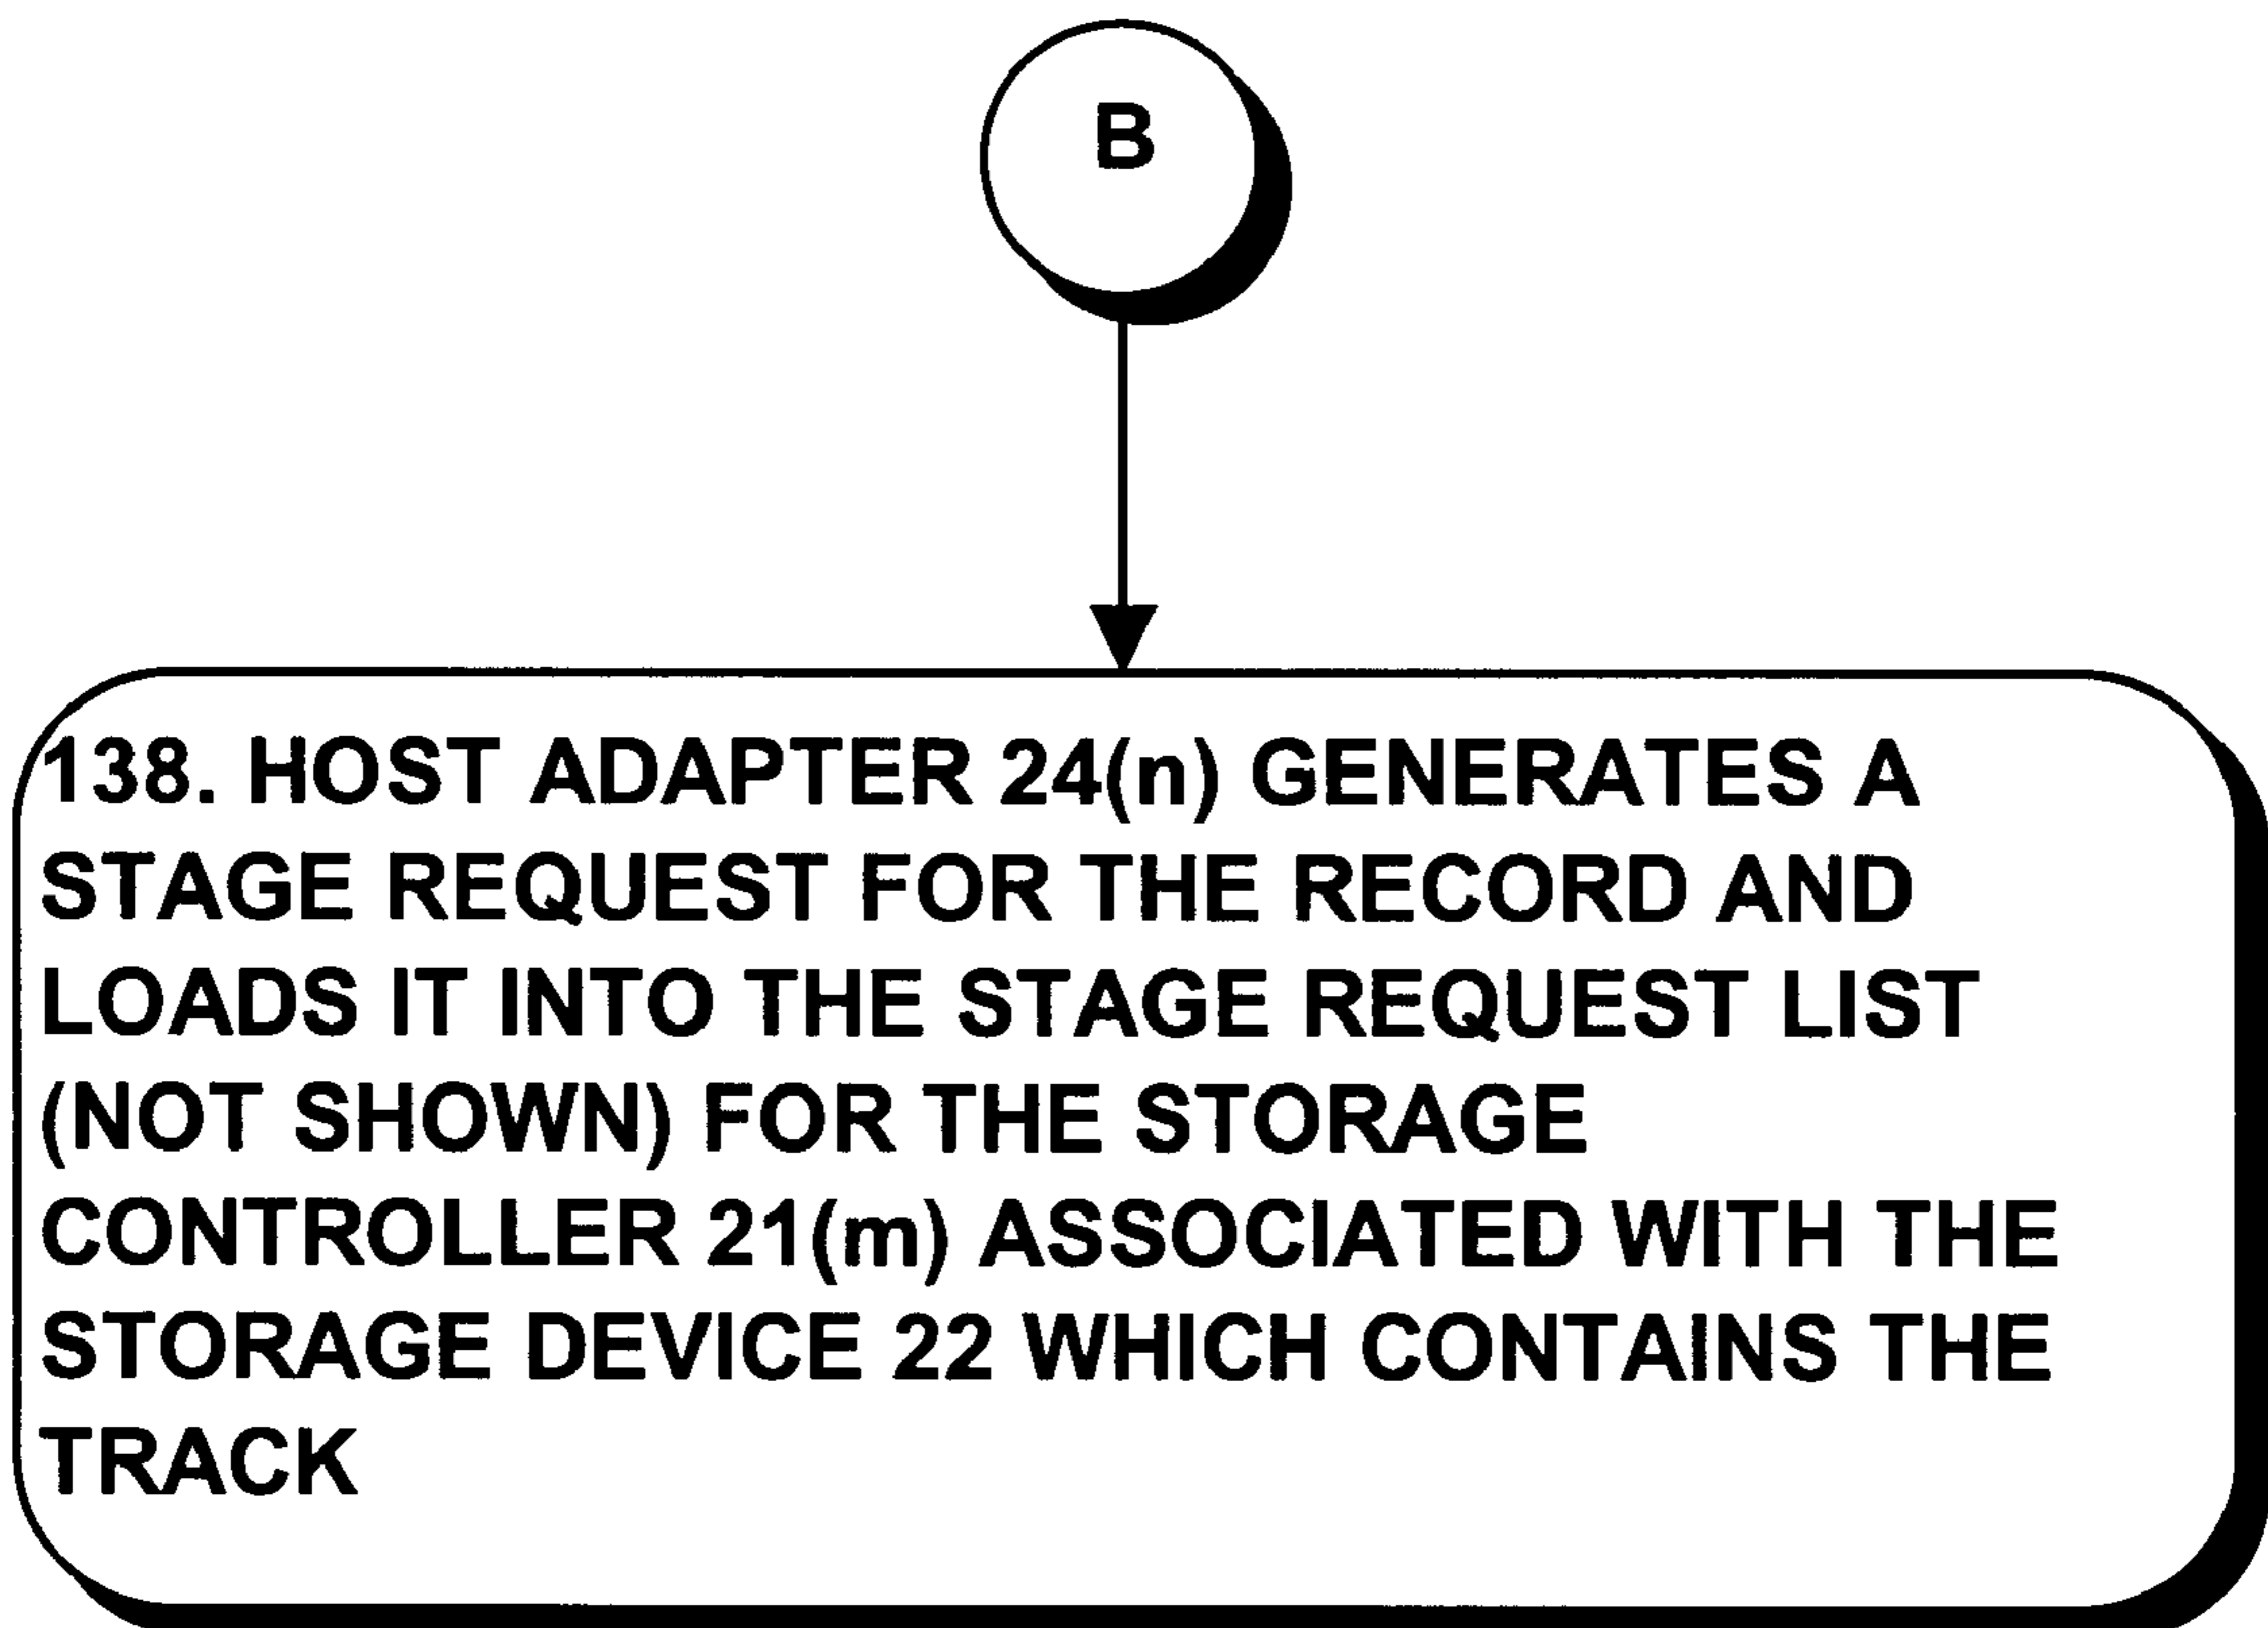 B
138. HOST ADAPTER 24(n) GENERATES A
STAGE REQUEST FOR THE RECORD AND
LOADS IT INTO THE STAGE REQUEST LIST
(NOT SHOWN) FOR THE STORAGE
CONTROLLER 21(m) ASSOCIATED WITH THE
STORAGE DEVICE 22 WHICH CONTAINS THE
TRACK